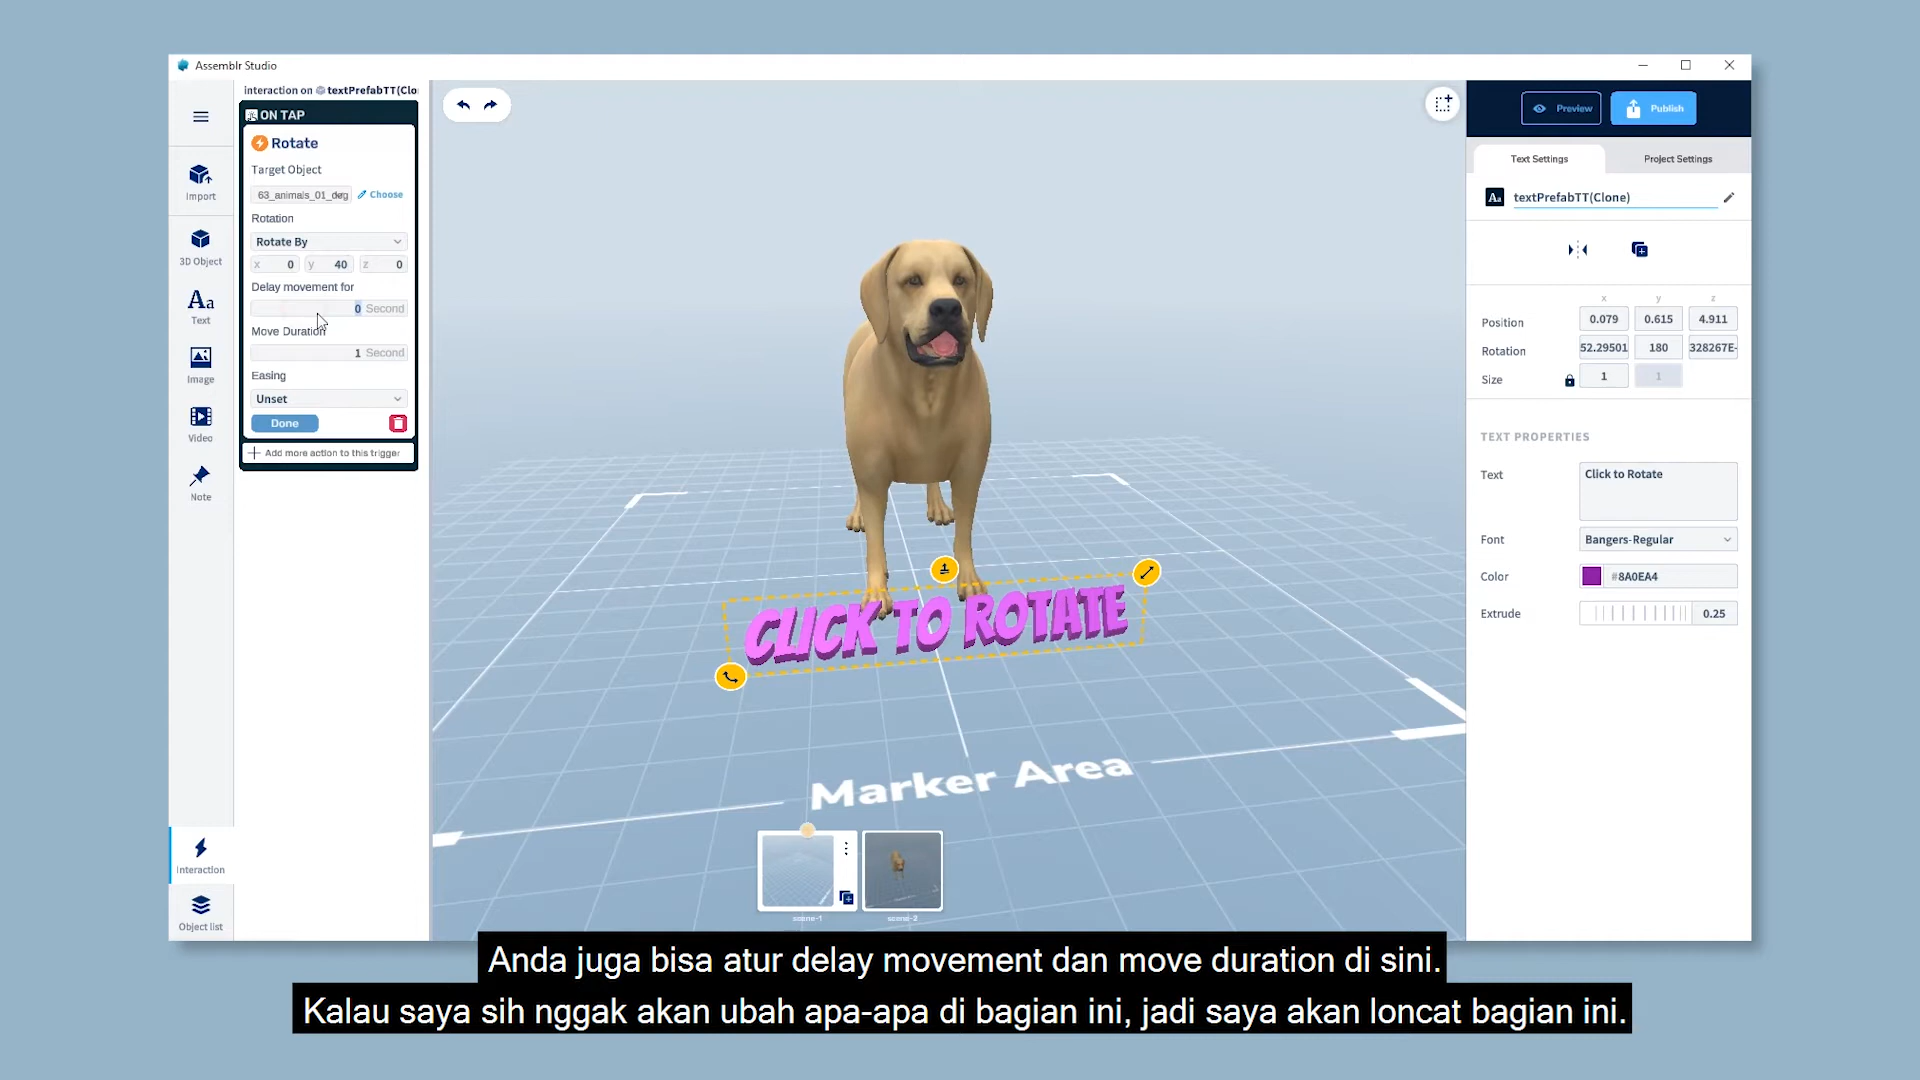 Assemblr Studio
interaction on textPrefabTT(Clo
ON TAP
Rotate
Target Object
63_animals_01_dog Choose
Rotation
Rotate By
x 0 y 40 z 0
Delay movement for
0 Second
Move Duration
1 Second
Easing
Unset
Done
Add more action to this trigger
Import
3D Object
Aa
Text
Image
Video
Note
Interaction
Object list
CLICK TO ROTATE
Marker Area
scene-1 scene-2
Preview Publish
Text Settings Project Settings
Aa textPrefabTT(Clone)
x y z
Position 0.079 0.615 4.911
Rotation 52.29501 180 328267E-
Size 1 1
TEXT PROPERTIES
Text Click to Rotate
Font Bangers-Regular
Color #8A0EA4
Extrude 0.25
Anda juga bisa atur delay movement dan move duration di sini.
Kalau saya sih nggak akan ubah apa-apa di bagian ini, jadi saya akan loncat bagian ini.